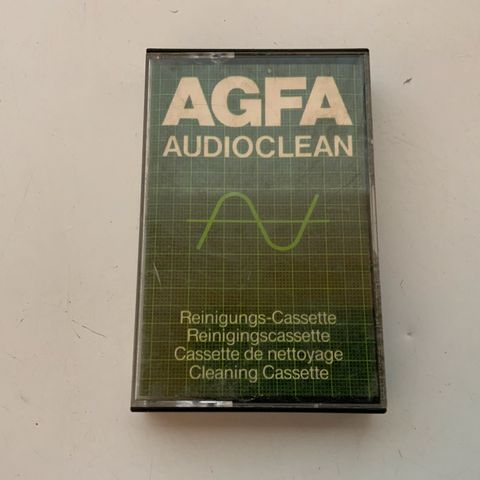 AGFA
AUDIOCLEAN
Reinigungs-Cassette
Reinigingscassette
Cassette de nettoyage
Cleaning Cassette